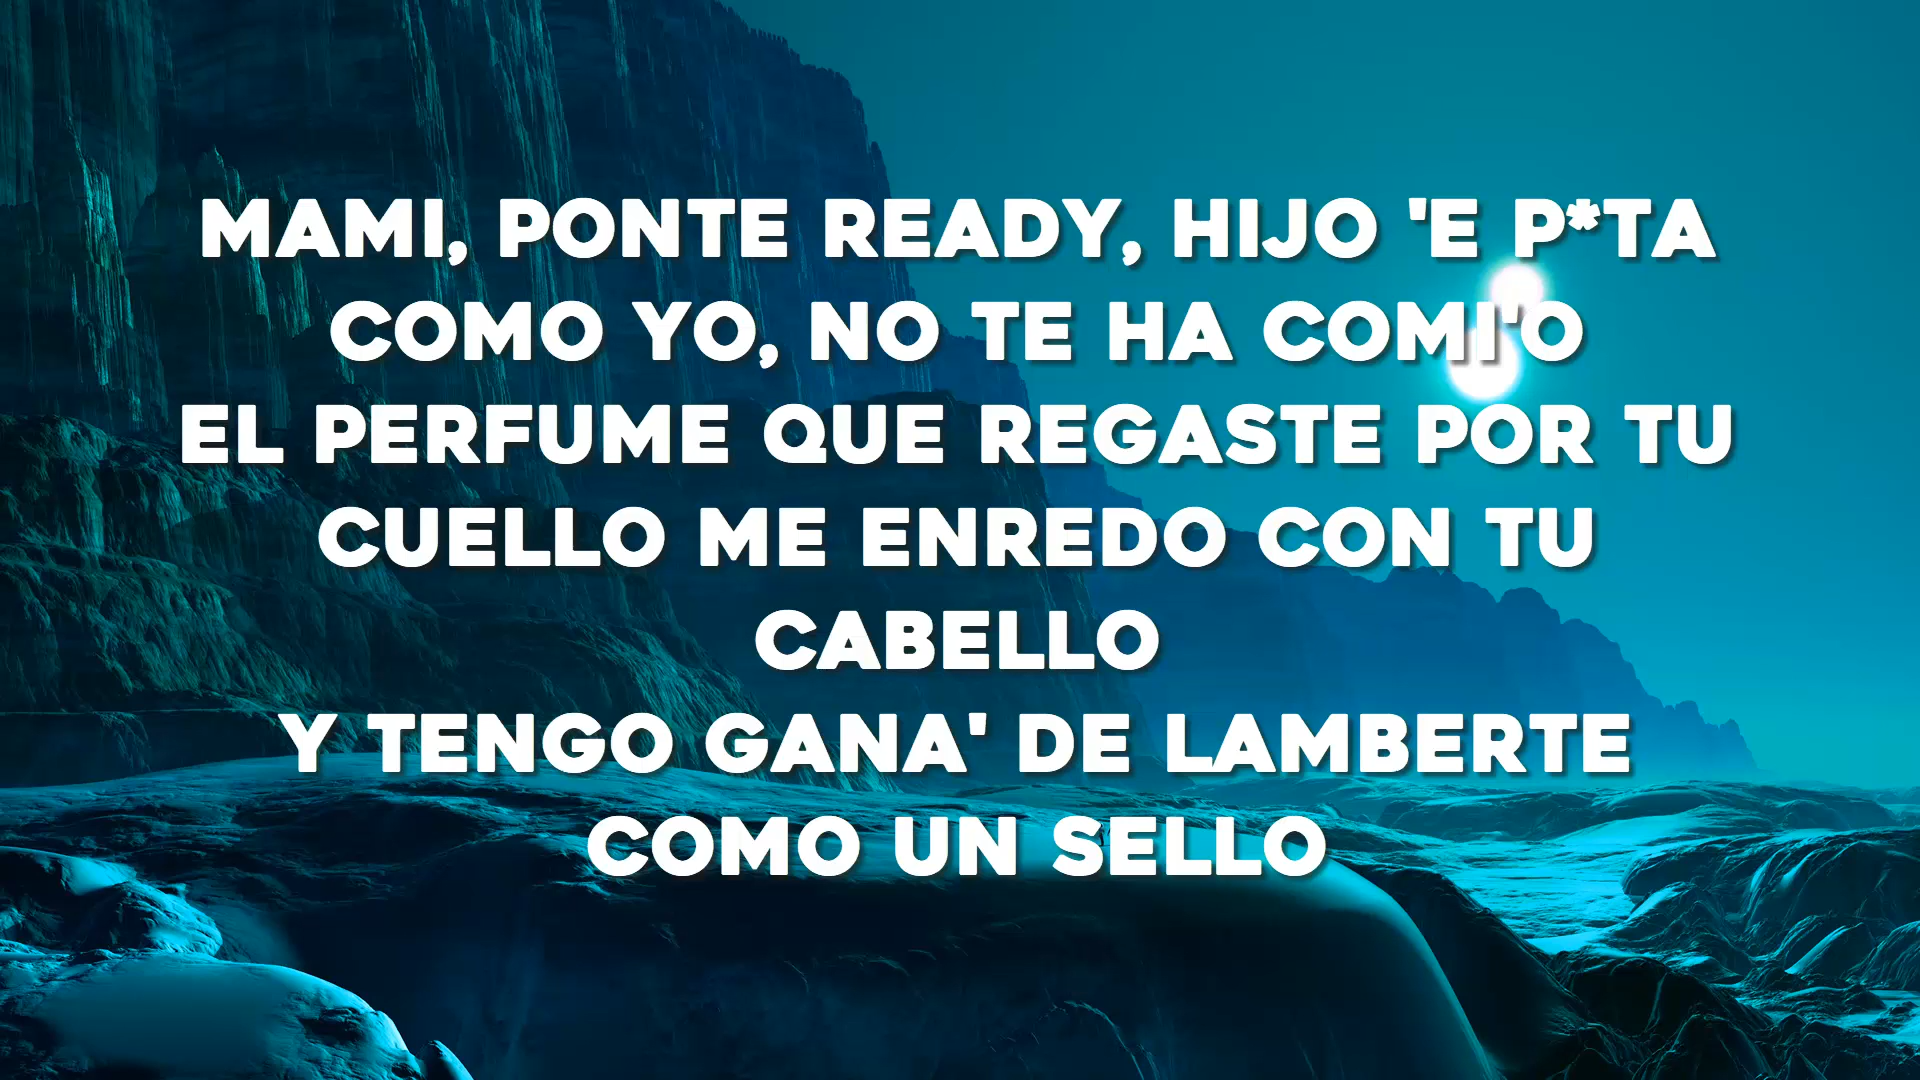 MAMI, PONTE READY, HIJO 'E P*TA
COMO YO, NO TE HA COMI'O
EL PERFUME QUE REGASTE POR TU
CUELLO ME ENREDO CON TU
CABELLO
Y TENGO GANA' DE LAMBERTE
COMO UN SELLO